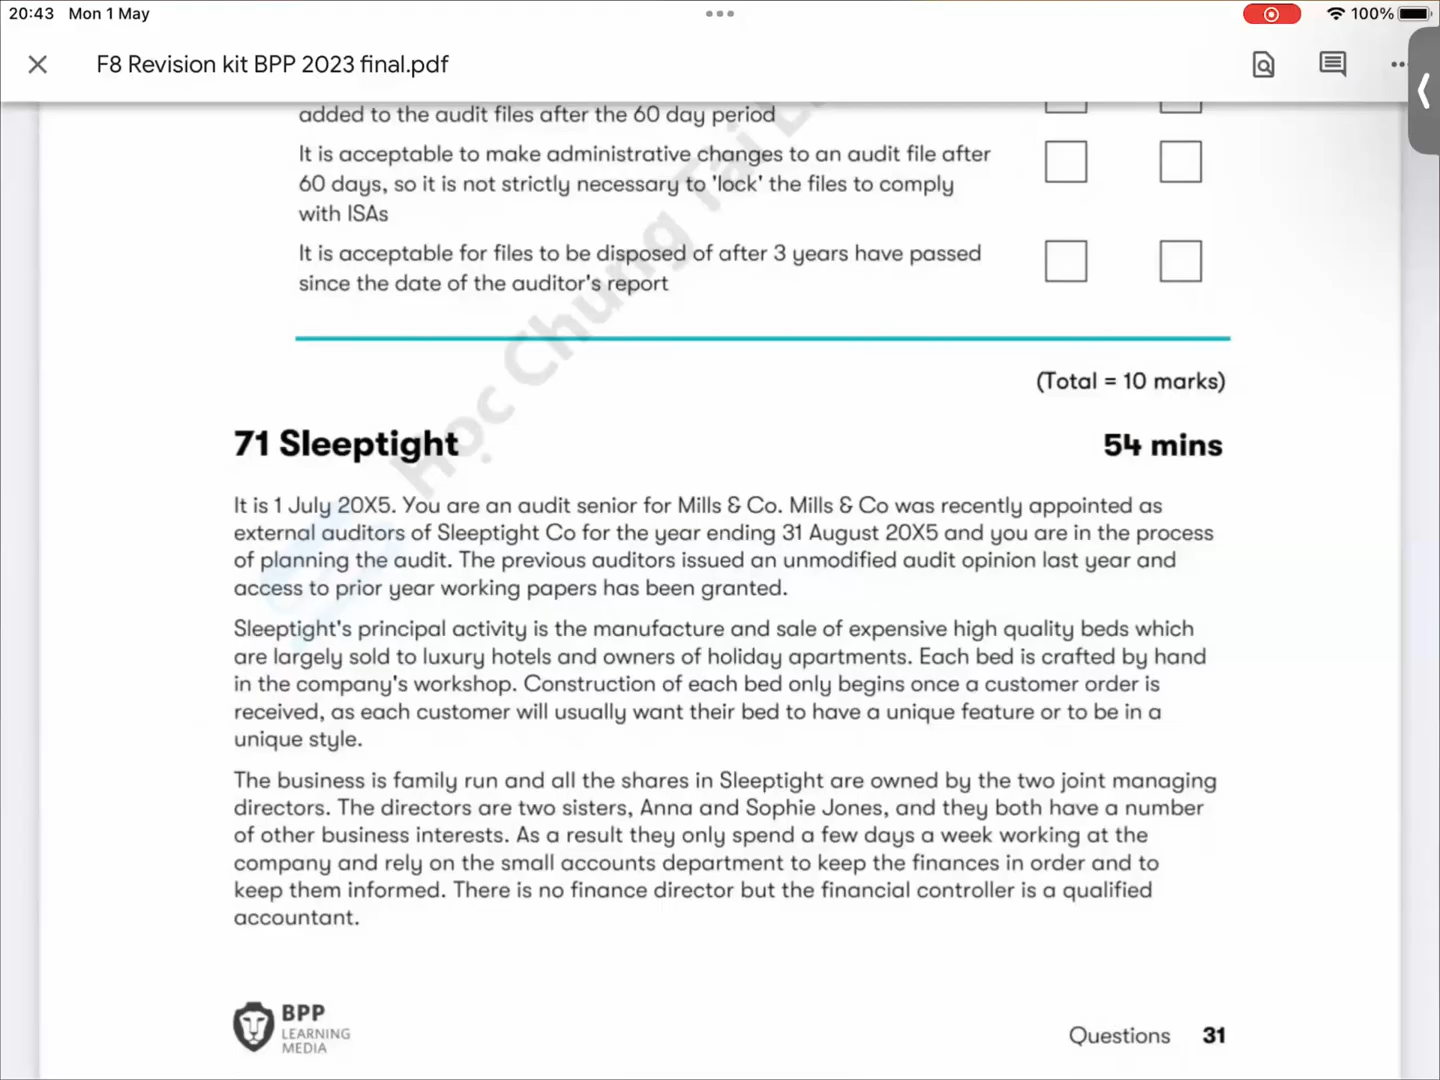 20:43 Mon 1 May
100%
F8 Revision kit BPP 2023 final.pdf
added to the audit files after the 60 day period
It is acceptable to make administrative changes to an audit file after
60 days, so it is not strictly necessary to 'lock' the files to comply
with ISAs
It is acceptable for files to be disposed of after 3 years have passed
since the date of the auditor's report
(Total = 10 marks)
71 Sleeptight 54 mins
It is 1 July 20X5. You are an audit senior for Mills & Co. Mills & Co was recently appointed as
external auditors of Sleeptight Co for the year ending 31 August 20X5 and you are in the process
of planning the audit. The previous auditors issued an unmodified audit opinion last year and
access to prior year working papers has been granted.
Sleeptight's principal activity is the manufacture and sale of expensive high quality beds which
are largely sold to luxury hotels and owners of holiday apartments. Each bed is crafted by hand
in the company's workshop. Construction of each bed only begins once a customer order is
received, as each customer will usually want their bed to have a unique feature or to be in a
unique style.
The business is family run and all the shares in Sleeptight are owned by the two joint managing
directors. The directors are two sisters, Anna and Sophie Jones, and they both have a number
of other business interests. As a result they only spend a few days a week working at the
company and rely on the small accounts department to keep the finances in order and to
keep them informed. There is no finance director but the financial controller is a qualified
accountant.
Học Chung Tài
BPP
LEARNING
MEDIA
Questions 31